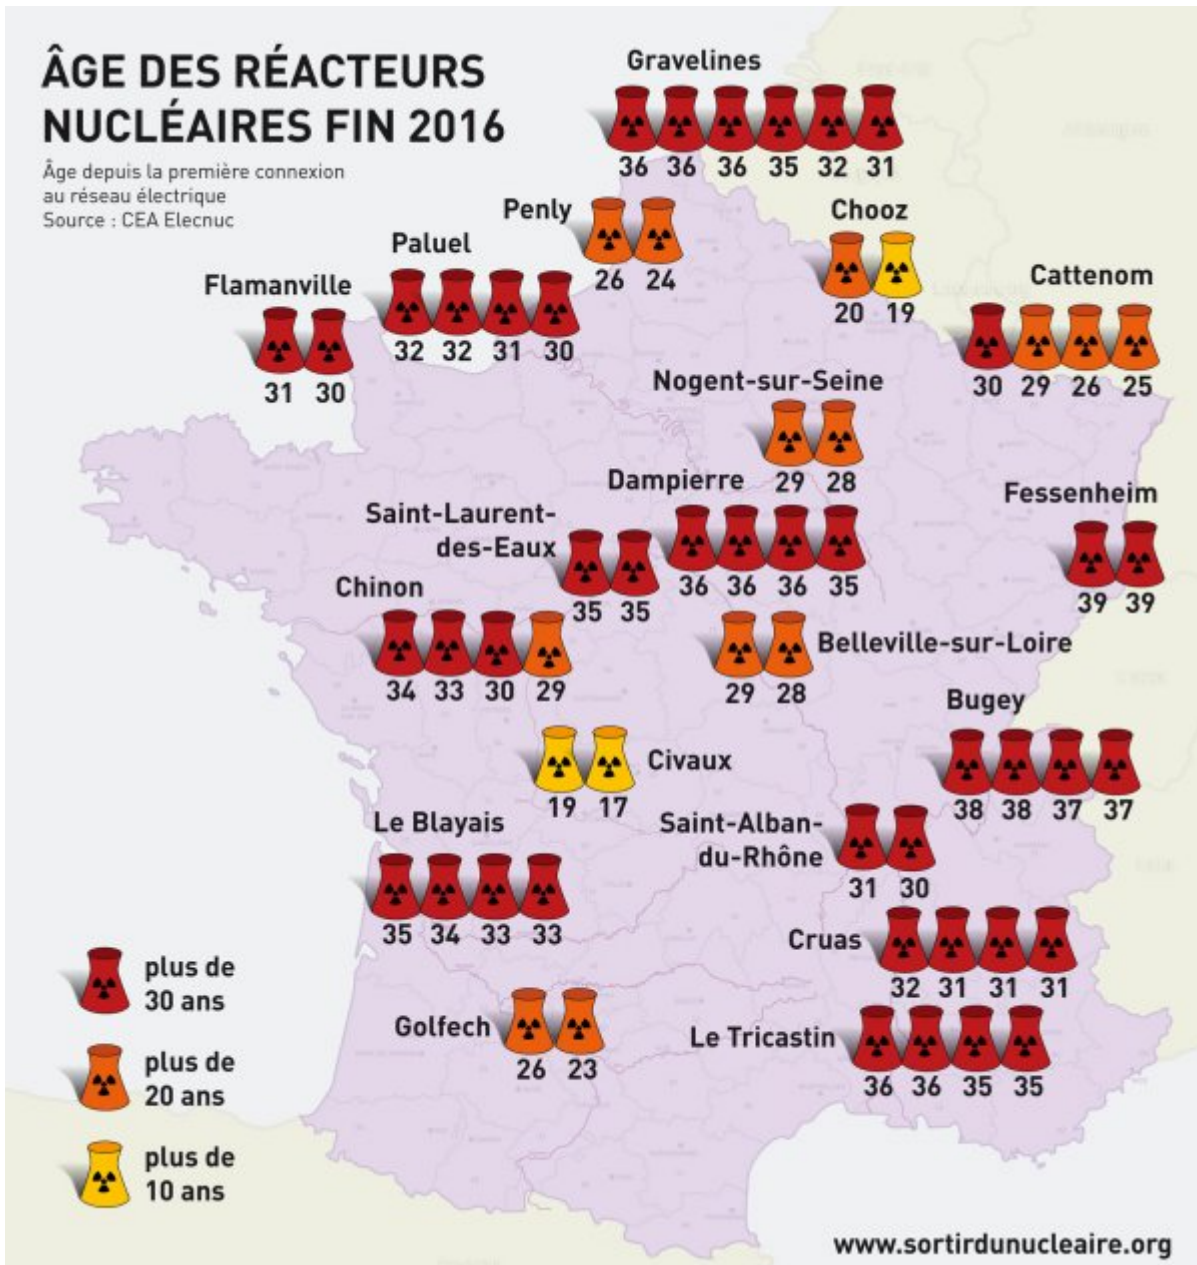 ÂGE DES RÉACTEURS
NUCLÉAIRES FIN 2016
Âge depuis la première connexion
au réseau électrique
Source : CEA Elecnuc
Gravelines
36 36 36 35 32 31
Penly
26 24
Chooz
20 19
Paluel
32 32 31 30
Flamanville
31 30
Cattenom
30 29 26 25
Nogent-sur-Seine
29 28
Dampierre
36 36 36 35
Saint-Laurent-
des-Eaux
35 35
Fessenheim
39 39
Chinon
34 33 30 29
Belleville-sur-Loire
29 28
Bugey
38 38 37 37
Civaux
19 17
Le Blayais
35 34 33 33
Saint-Alban-
du-Rhône
31 30
Cruas
32 31 31 31
Golfech
26 23
Le Tricastin
36 36 35 35
plus de
30 ans
plus de
20 ans
plus de
10 ans
www.sortirdunucleaire.org